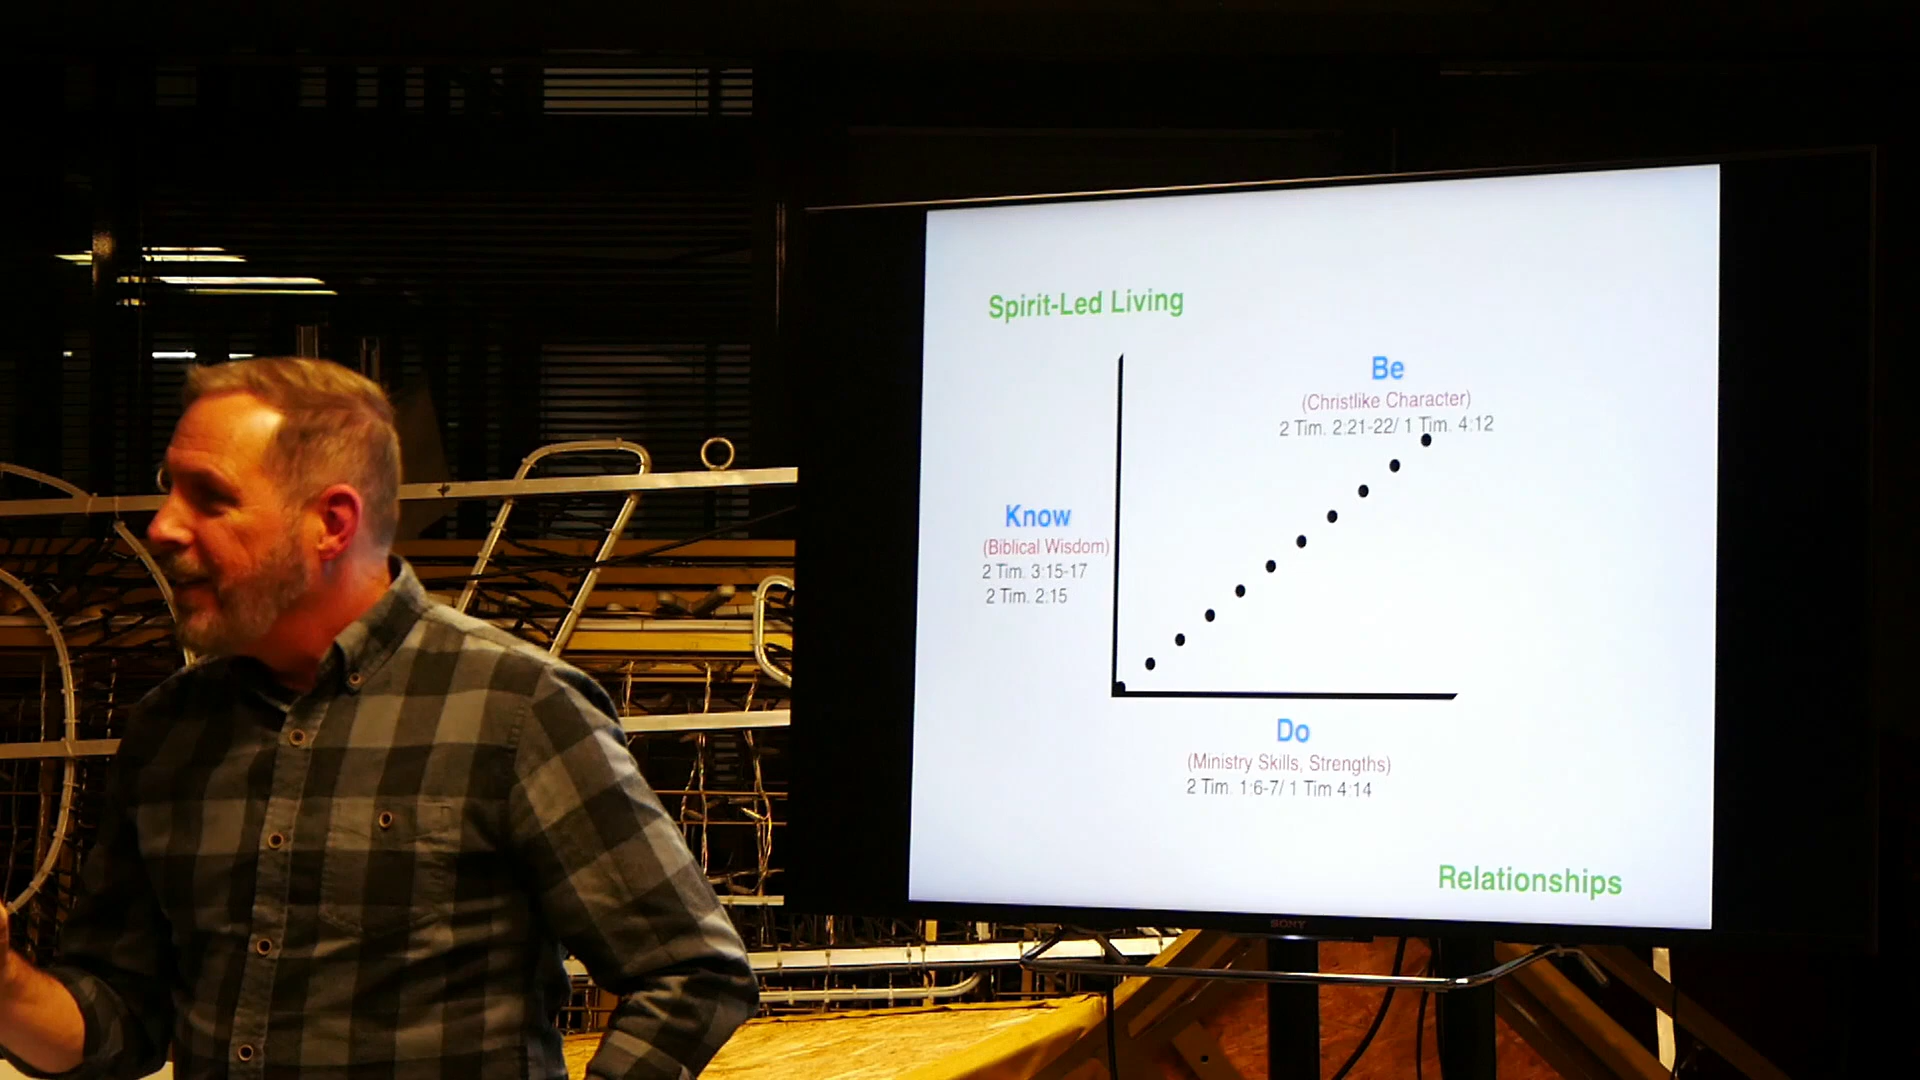 Spirit-Led Living
Be
(Christlike Character)
2 Tim. 2:21-22/ 1 Tim. 4:12
Know
(Biblical Wisdom)
2 Tim. 3:15-17
2 Tim. 2:15
Do
(Ministry Skills, Strengths)
2 Tim. 1:6-7/ 1 Tim 4:14
Relationships
SONY